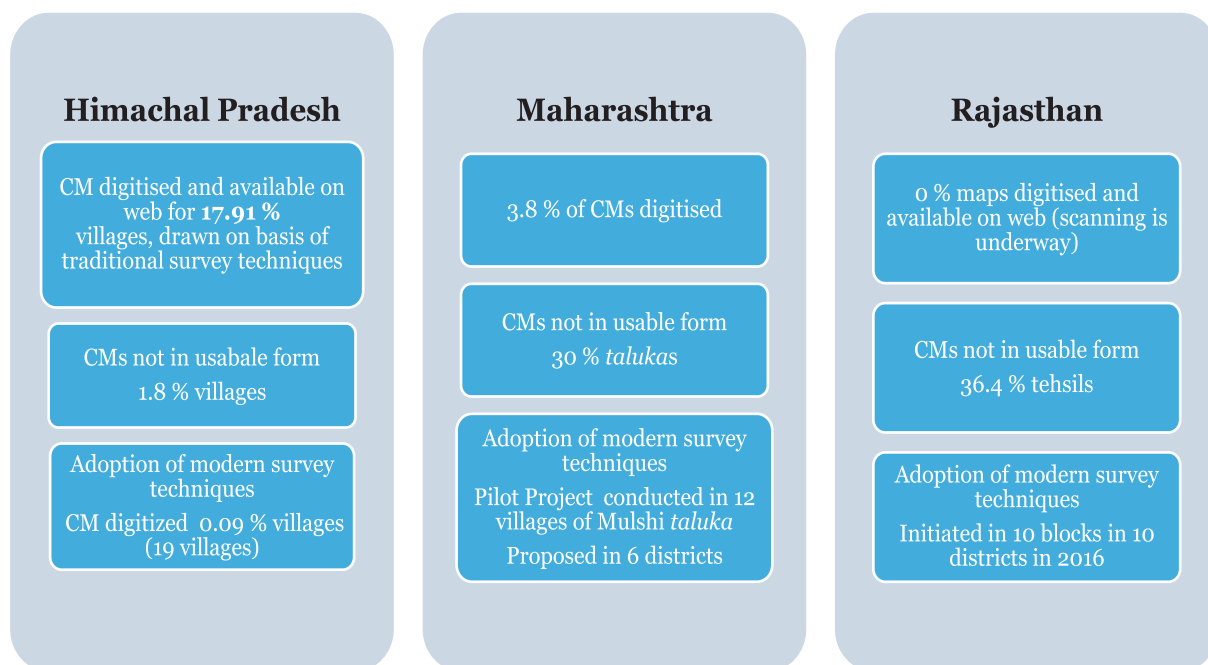 Himachal Pradesh
CM digitised and available on
web for 17.91 %
villages, drawn on basis of
traditional survey techniques
CMs not in usabale form
1.8 % villages
Adoption of modern survey
techniques
CM digitized 0.09 % villages
(19 villages)
Maharashtra
3.8 % of CMs digitised
CMs not in usable form
30 % talukas
Adoption of modern survey
techniques
Pilot Project conducted in 12
villages of Mulshi taluka
Proposed in 6 districts
Rajasthan
0 % maps digitised and
available on web (scanning is
underway)
CMs not in usable form
36.4 % tehsils
Adoption of modern survey
techniques
Initiated in 10 blocks in 10
districts in 2016